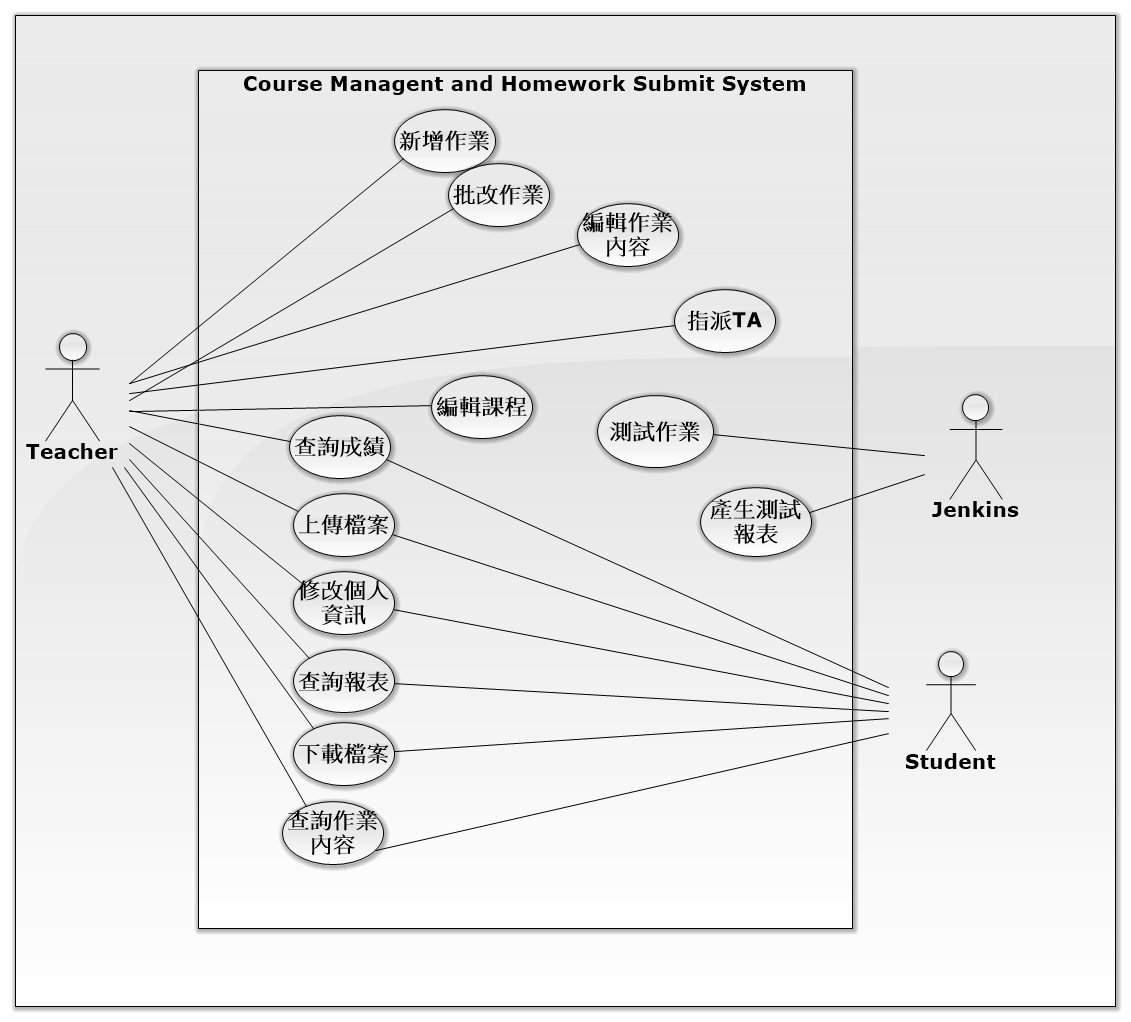 Course Managent and Homework Submit System
新增作業
批改作業
編輯作業
內容
指派TA
Teacher
編輯課程
測試作業
查詢成績
Jenkins
產生測試
報表
上傳檔案
修改個人
資訊
查詢報表
Student
下載檔案
查詢作業
內容